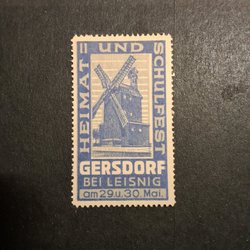 HEIMAT
UND
SCHULFEST
GERSDORF
BEI LEISNIG
am 29.u.30. Mai.